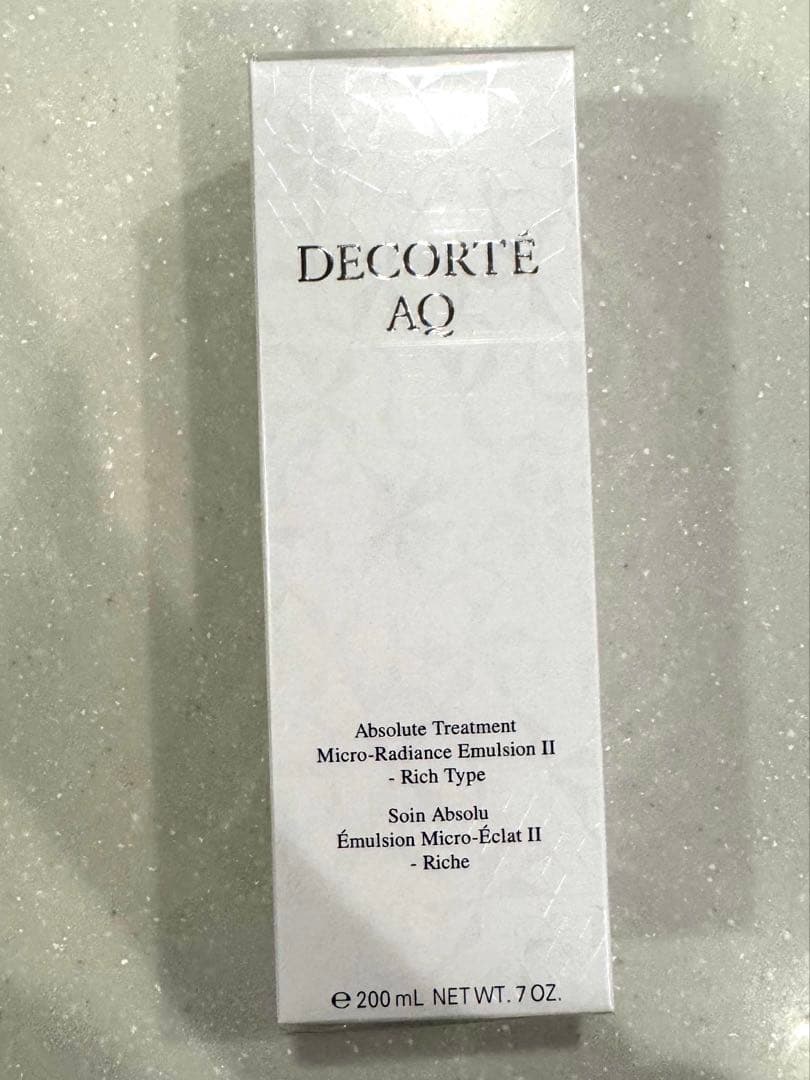 DECORTÉ
AQ
Absolute Treatment
Micro-Radiance Emulsion II
- Rich Type
Soin Absolu
Émulsion Micro-Éclat II
- Riche
℮ 200 mL NET WT. 7 OZ.